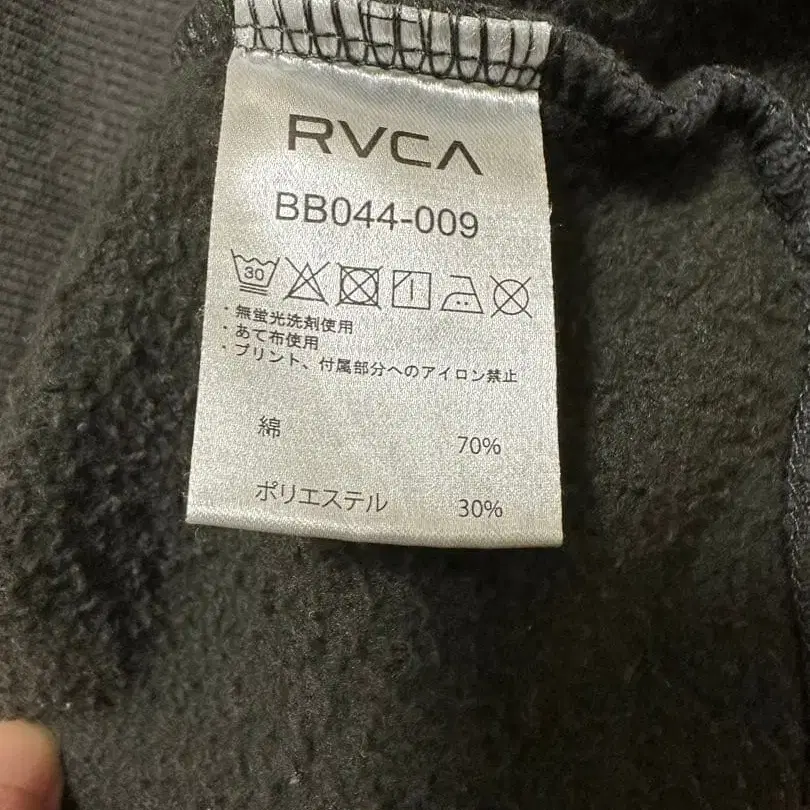 RVCA
BB044-009
30
・無蛍光洗剤使用
・あて布使用
・プリント、付属部分へのアイロン禁止
綿 70%
ポリエステル 30%